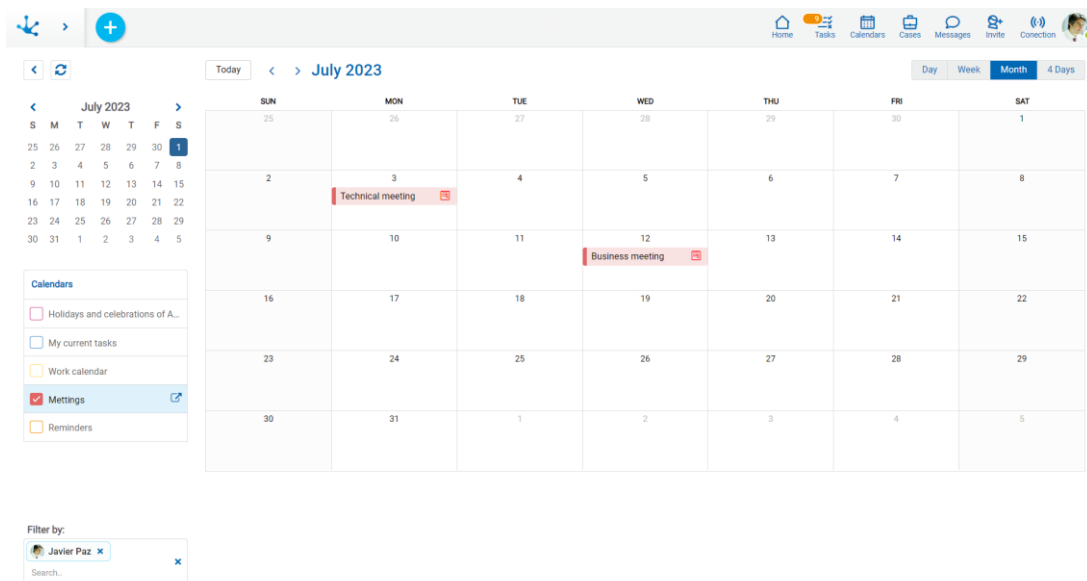 9
Home Tasks Calendars Cases Messages Invite Conection
Today July 2023 Day Week Month 4 Days
July 2023
S M T W T F S
25 26 27 28 29 30 1
2 3 4 5 6 7 8
9 10 11 12 13 14 15
16 17 18 19 20 21 22
23 24 25 26 27 28 29
30 31 1 2 3 4 5
Calendars
Holidays and celebrations of A...
My current tasks
Work calendar
Mettings
Reminders
Filter by:
Javier Paz
Search..
SUN MON TUE WED THU FRI SAT
25 26 27 28 29 30 1
2 3 4 5 6 7 8
Technical meeting
9 10 11 12 13 14 15
Business meeting
16 17 18 19 20 21 22
23 24 25 26 27 28 29
30 31 1 2 3 4 5